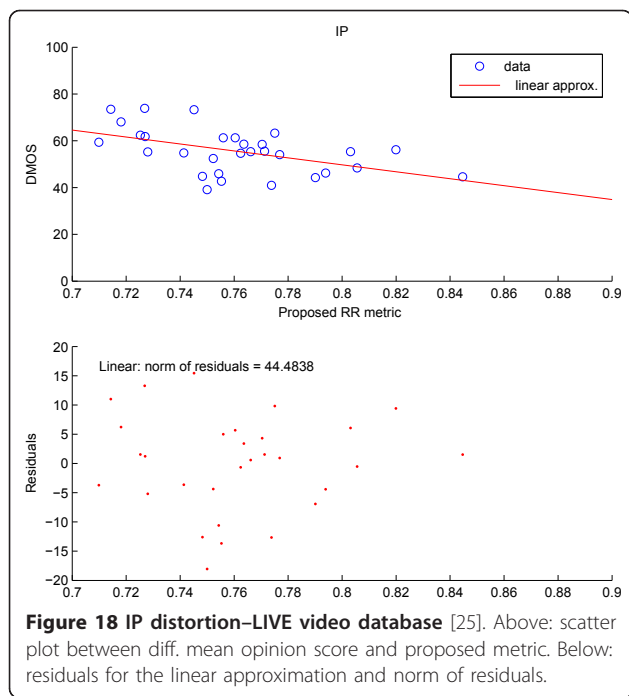 IP
data
linear approx.
100
80
60
40
20
0
DMOS
0.7 0.72 0.74 0.76 0.78 0.8 0.82 0.84 0.86 0.88 0.9
Proposed RR metric
Linear: norm of residuals = 44.4838
20
15
10
5
0
−5
−10
−15
−20
Residuals
0.7 0.72 0.74 0.76 0.78 0.8 0.82 0.84 0.86 0.88 0.9
Figure 18 IP distortion–LIVE video database [25]. Above: scatter
plot between diff. mean opinion score and proposed metric. Below:
residuals for the linear approximation and norm of residuals.